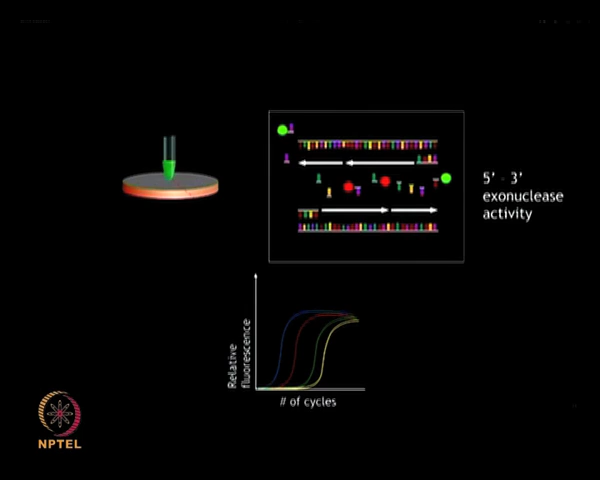 5' - 3'
exonuclease
activity
Relative
fluorescence
# of cycles
NPTEL